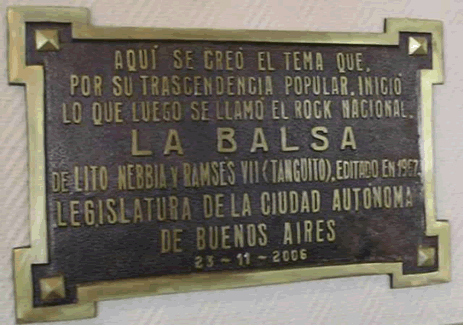 AQUÍ SE CREÓ EL TEMA QUE,
POR SU TRASCENDENCIA POPULAR, INICIÓ
LO QUE LUEGO SE LLAMÓ EL ROCK NACIONAL.
LA BALSA
DE LITO NEBBIA Y RAMSÉS VII (TANGUITO), EDITADO EN 1967.
LEGISLATURA DE LA CIUDAD AUTÓNOMA
DE BUENOS AIRES
23-11-2006